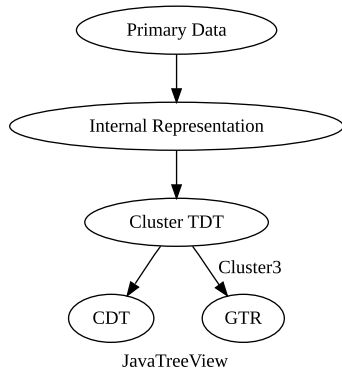 Primary Data
Internal Representation
Cluster TDT
Cluster3
CDT
GTR
JavaTreeView